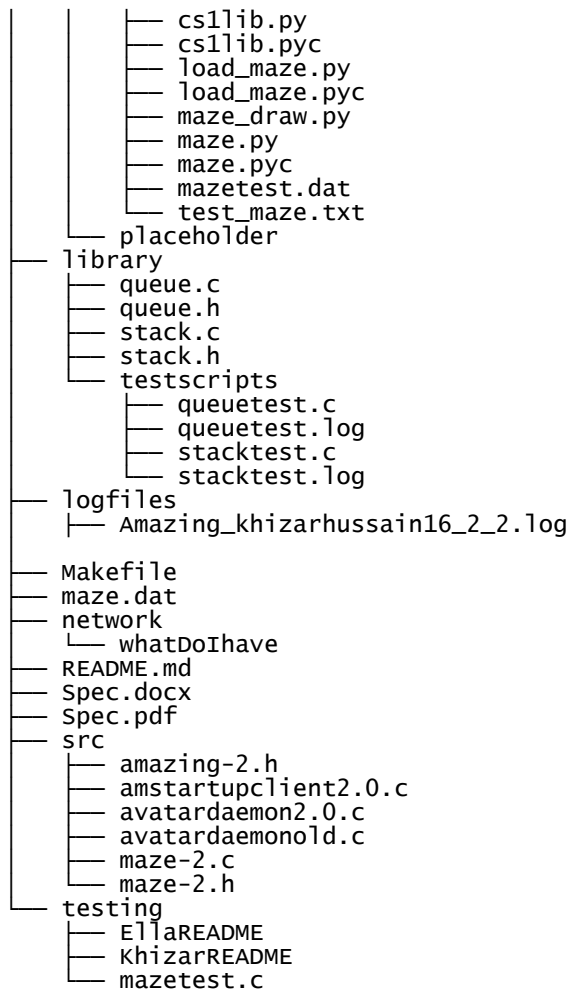 │   │   ├── cs1lib.py
│   │   ├── cs1lib.pyc
│   │   ├── load_maze.py
│   │   ├── load_maze.pyc
│   │   ├── maze_draw.py
│   │   ├── maze.py
│   │   ├── maze.pyc
│   │   ├── mazetest.dat
│   │   └── test_maze.txt
│   └── placeholder
├── library
│   ├── queue.c
│   ├── queue.h
│   ├── stack.c
│   ├── stack.h
│   └── testscripts
│       ├── queuetest.c
│       ├── queuetest.log
│       ├── stacktest.c
│       └── stacktest.log
├── logfiles
│   ├── Amazing_khizarhussain16_2_2.log
│
├── Makefile
├── maze.dat
├── network
│   └── whatDoIhave
├── README.md
├── Spec.docx
├── Spec.pdf
├── src
│   ├── amazing-2.h
│   ├── amstartupclient2.0.c
│   ├── avatardaemon2.0.c
│   ├── avatardaemonold.c
│   ├── maze-2.c
│   └── maze-2.h
└── testing
    ├── EllaREADME
    ├── KhizarREADME
    └── mazetest.c